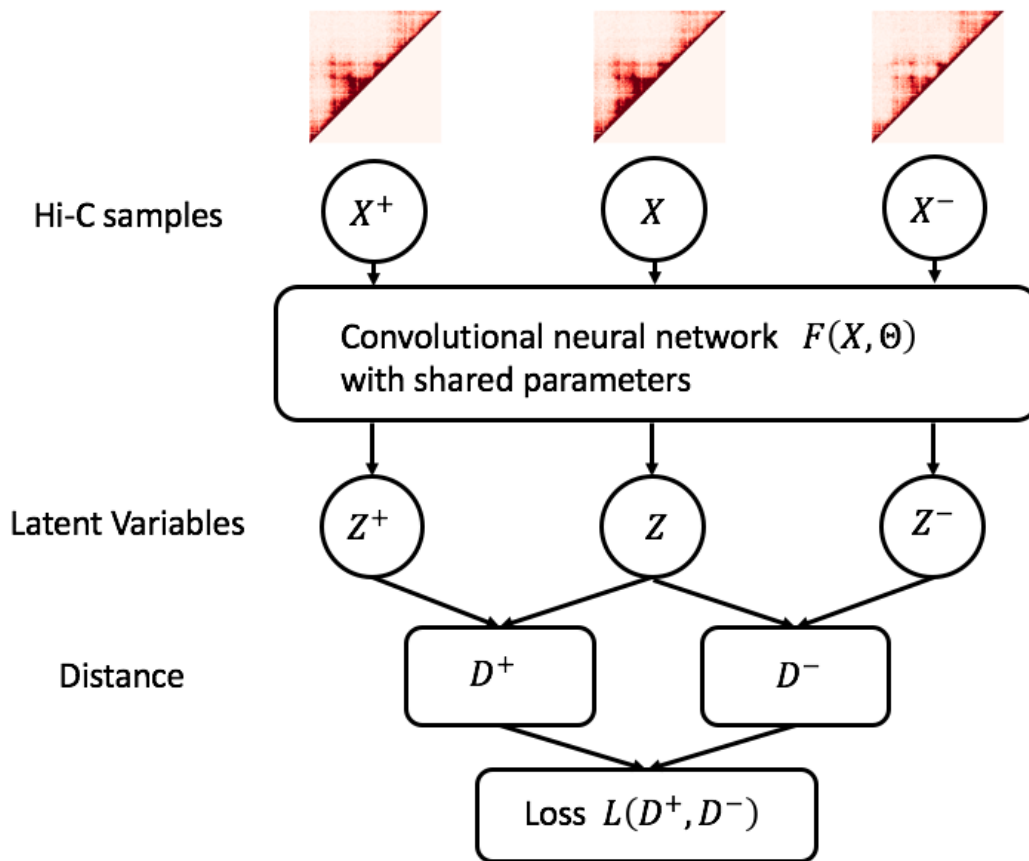 Hi-C samples
X⁺
X
X⁻
Convolutional neural network F(X, Θ)
with shared parameters
Latent Variables
Z⁺
Z
Z⁻
Distance
D⁺
D⁻
Loss L(D⁺, D⁻)